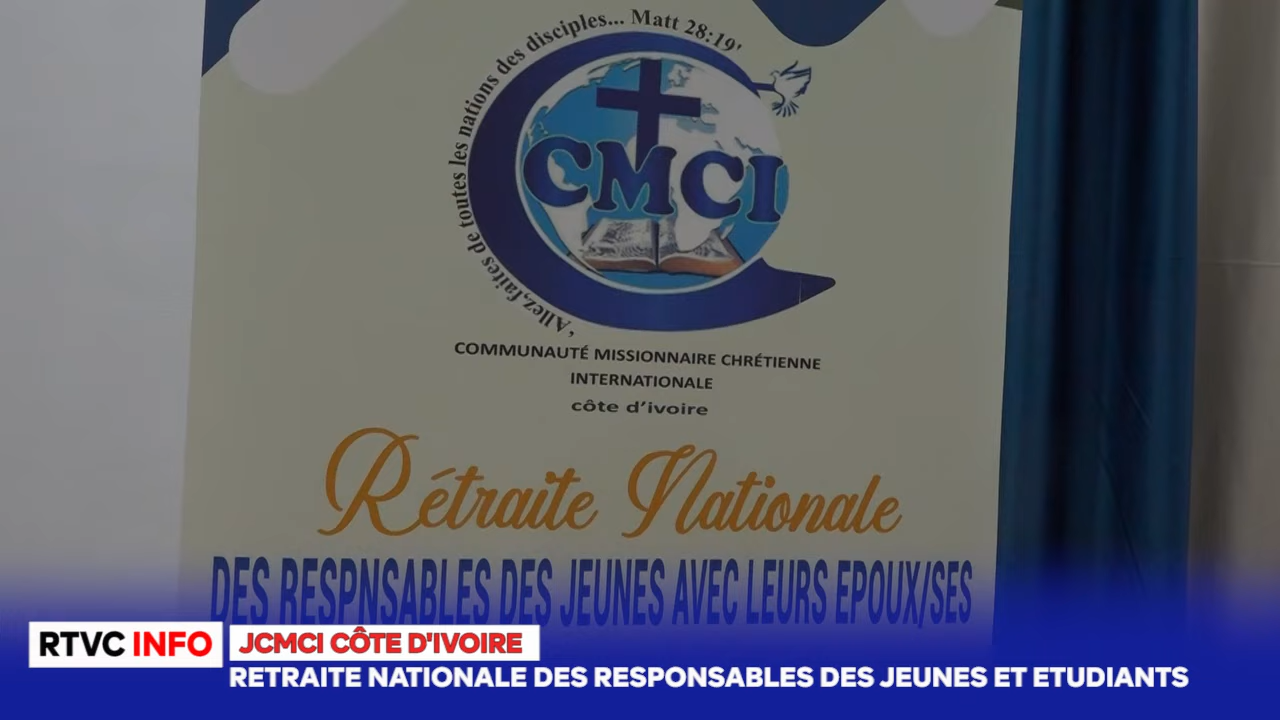 'Allez,faites de toutes les nations des disciples... Matt 28:19'
CMCI
COMMUNAUTÉ MISSIONNAIRE CHRÉTIENNE
INTERNATIONALE
côte d'ivoire
Rétraite Nationale
DES RESPNSABLES DES JEUNES AVEC LEURS EPOUX/SES
RTVC INFO
JCMCI CÔTE D'IVOIRE
RETRAITE NATIONALE DES RESPONSABLES DES JEUNES ET ETUDIANTS